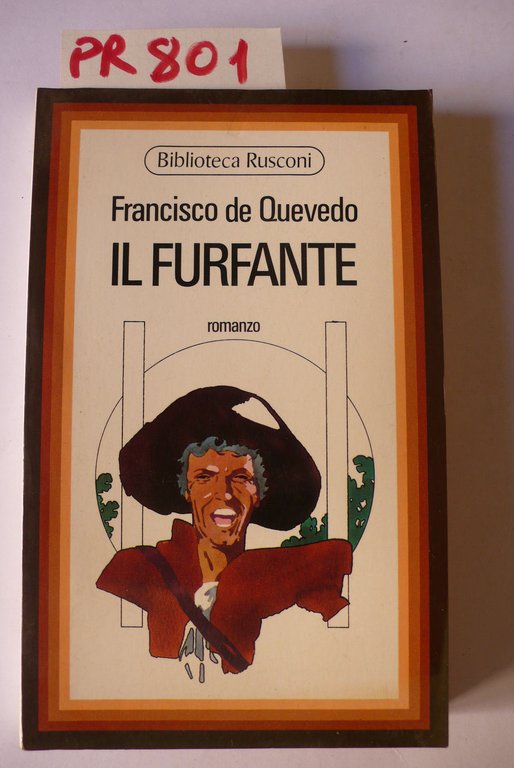 PR 801
Biblioteca Rusconi
Francisco de Quevedo
IL FURFANTE
romanzo